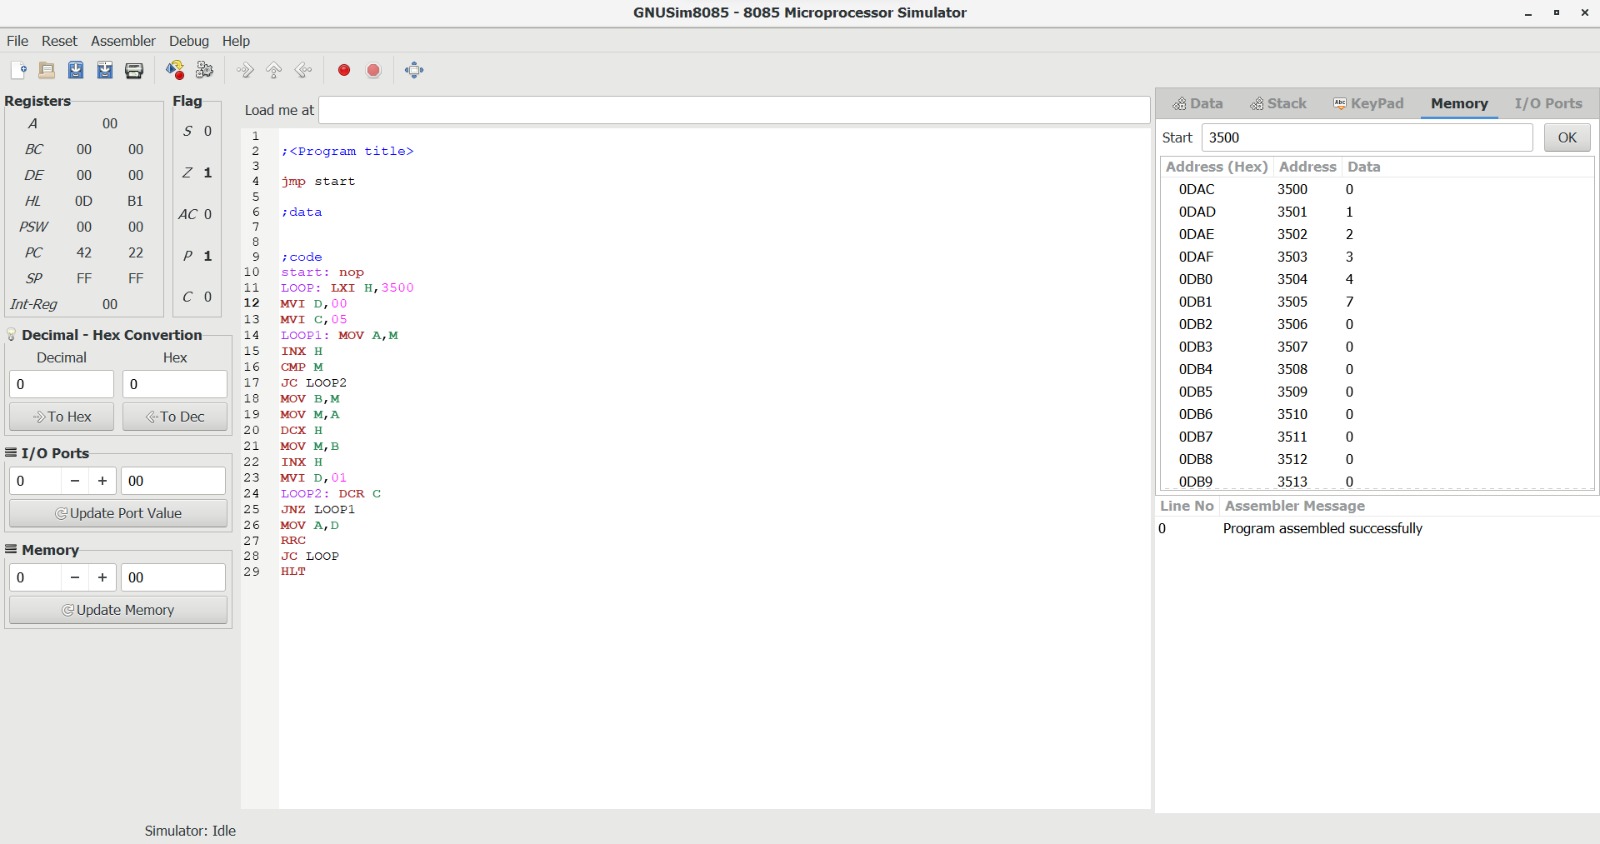 GNUSim8085 - 8085 Microprocessor Simulator
File Reset Assembler Debug Help
Registers
A 00
BC 00 00
DE 00 00
HL 0D B1
PSW 00 00
PC 42 22
SP FF FF
Int-Reg 00
Flag
S 0
Z 1
AC 0
P 1
C 0
Decimal - Hex Convertion
Decimal Hex
0 0
To Hex To Dec
I/O Ports
0 - + 00
Update Port Value
Memory
0 - + 00
Update Memory
Load me at
1
2 ;<Program title>
3
4 jmp start
5
6 ;data
7
8
9 ;code
10 start: nop
11 LOOP: LXI H,3500
12 MVI D,00
13 MVI C,05
14 LOOP1: MOV A,M
15 INX H
16 CMP M
17 JC LOOP2
18 MOV B,M
19 MOV M,A
20 DCX H
21 MOV M,B
22 INX H
23 MVI D,01
24 LOOP2: DCR C
25 JNZ LOOP1
26 MOV A,D
27 RRC
28 JC LOOP
29 HLT
Data Stack Abc KeyPad Memory I/O Ports
Start 3500 OK
Address (Hex) Address Data
0DAC 3500 0
0DAD 3501 1
0DAE 3502 2
0DAF 3503 3
0DB0 3504 4
0DB1 3505 7
0DB2 3506 0
0DB3 3507 0
0DB4 3508 0
0DB5 3509 0
0DB6 3510 0
0DB7 3511 0
0DB8 3512 0
0DB9 3513 0
Line No Assembler Message
0 Program assembled successfully
Simulator: Idle